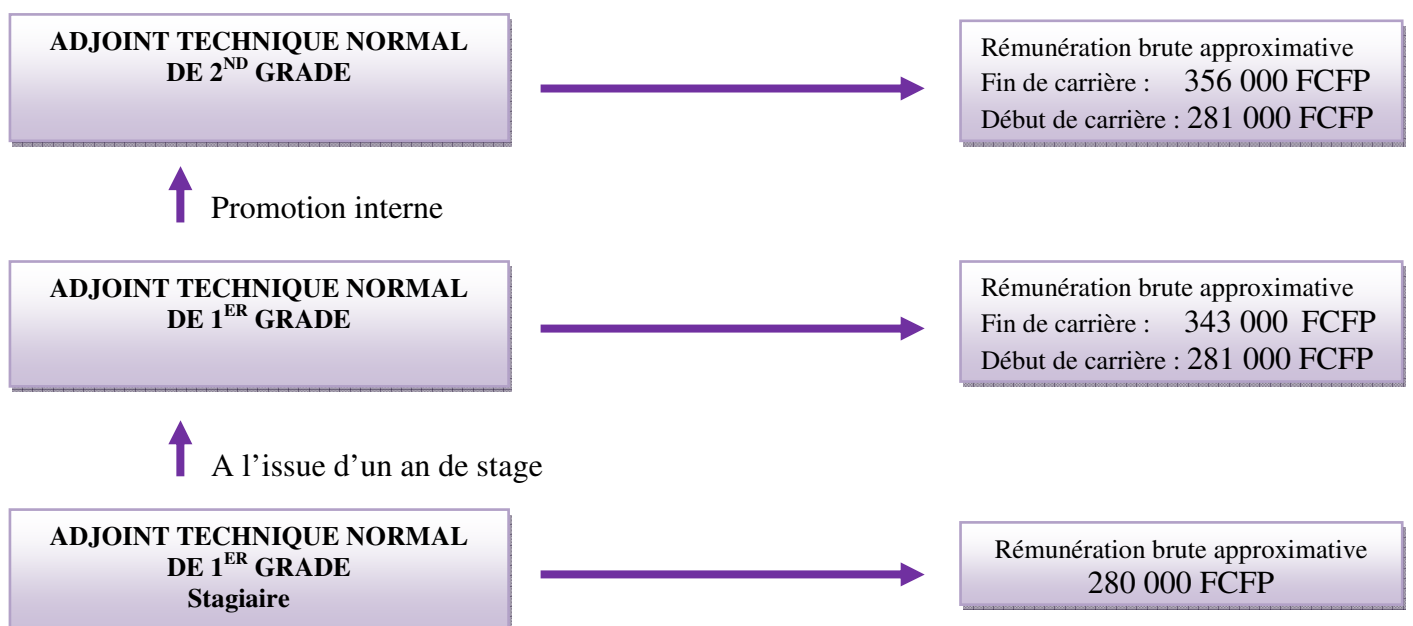 ADJOINT TECHNIQUE NORMAL
DE 2ND GRADE
Rémunération brute approximative
Fin de carrière : 356 000 FCFP
Début de carrière : 281 000 FCFP
Promotion interne
ADJOINT TECHNIQUE NORMAL
DE 1ER GRADE
Rémunération brute approximative
Fin de carrière : 343 000 FCFP
Début de carrière : 281 000 FCFP
A l’issue d’un an de stage
ADJOINT TECHNIQUE NORMAL
DE 1ER GRADE
Stagiaire
Rémunération brute approximative
280 000 FCFP